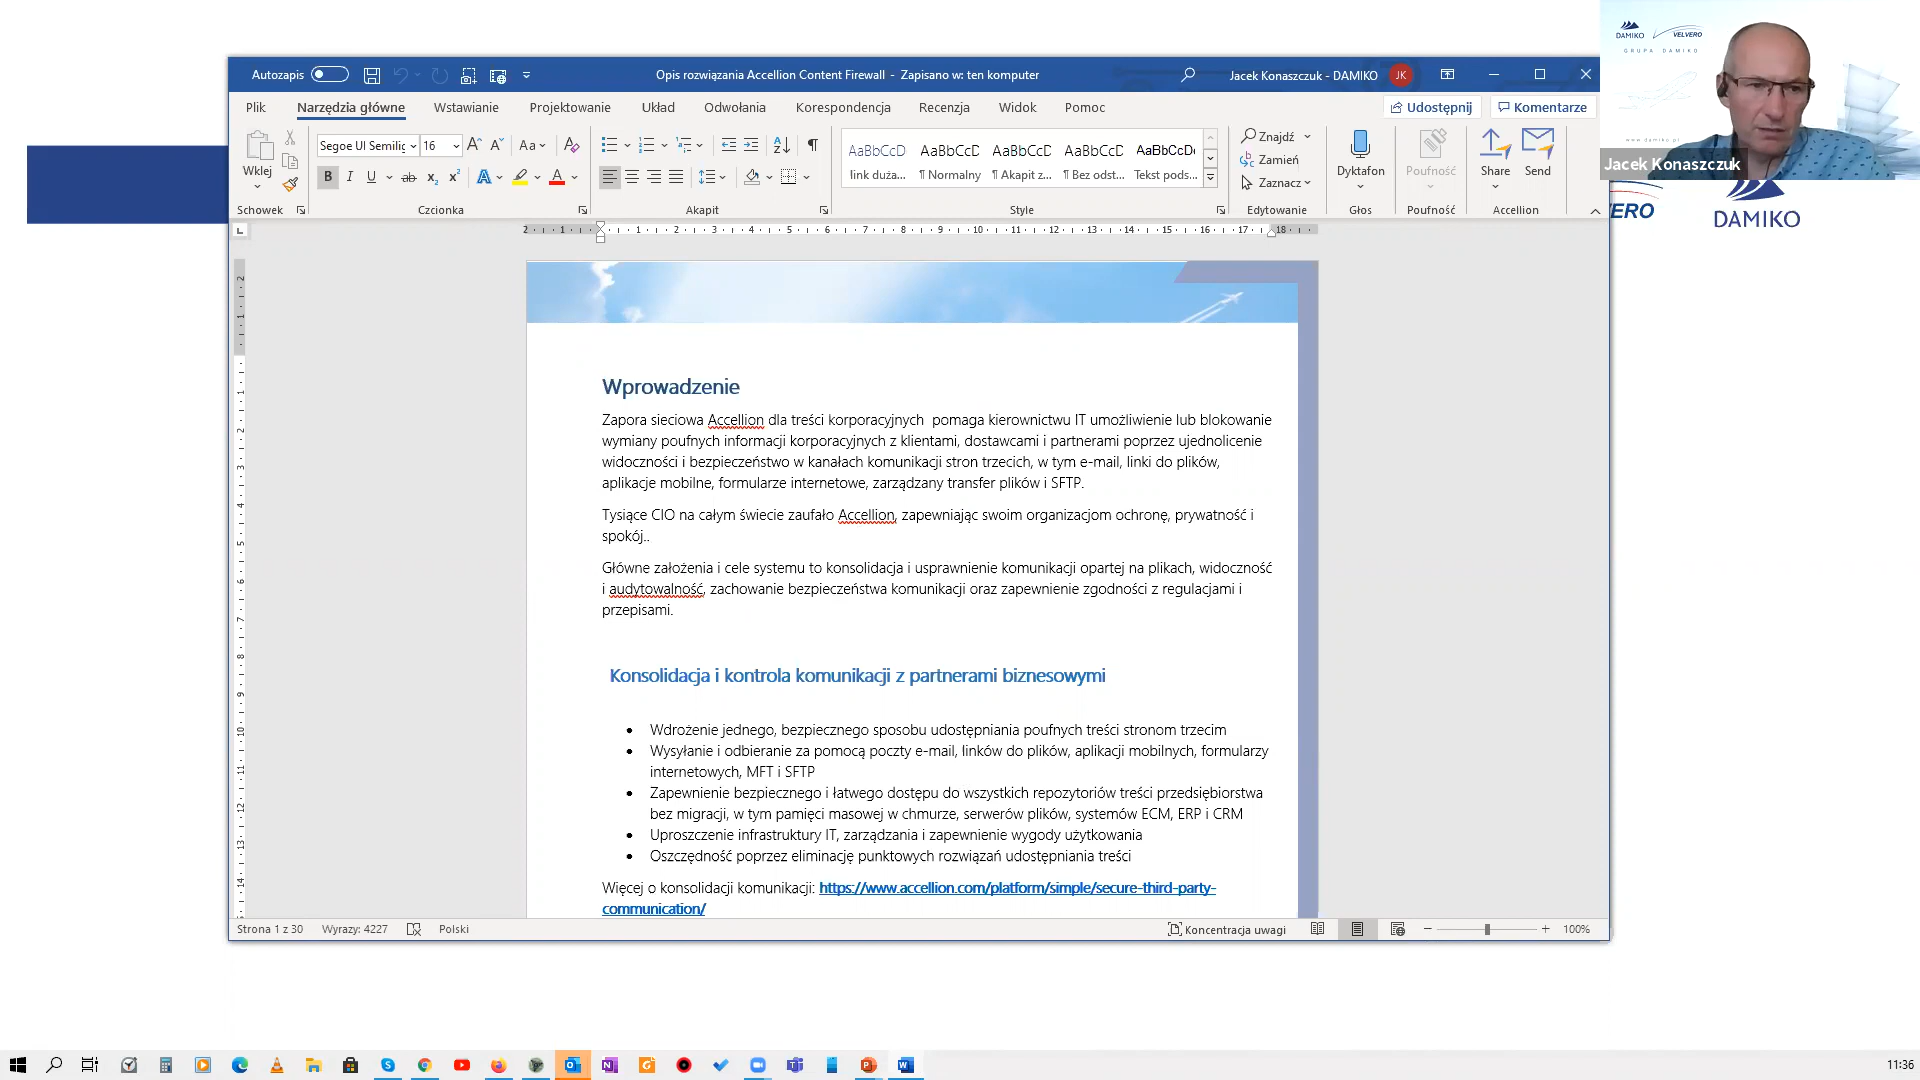 Autozapis
Opis rozwiązania Accellion Content Firewall - Zapisano w: ten komputer
Jacek Konaszczuk - DAMIKO
JK
Plik
Narzędzia główne
Wstawianie
Projektowanie
Układ
Odwołania
Korespondencja
Recenzja
Widok
Pomoc
Udostępnij
Komentarze
Wklej
Segoe UI Semilig
16
Aa
AaBbCcD
AaBbCcD
AaBbCcD
AaBbCcD
link duża...
¶ Normalny
¶ Akapit z...
¶ Bez odst...
Tekst pods...
Znajdź
Zamień
Zaznacz
Dyktafon
Poufność
Share
Send
Schowek
Czcionka
Akapit
Style
Edytowanie
Głos
Poufność
Accellion
DAMIKO
VELVERO
GRUPA DAMIKO
www.damiko.pl
Jacek Konaszczuk
VERO
DAMIKO
Wprowadzenie
Zapora sieciowa Accellion dla treści korporacyjnych  pomaga kierownictwu IT umożliwienie lub blokowanie
wymiany poufnych informacji korporacyjnych z klientami, dostawcami i partnerami poprzez ujednolicenie
widoczności i bezpieczeństwo w kanałach komunikacji stron trzecich, w tym e-mail, linki do plików,
aplikacje mobilne, formularze internetowe, zarządzany transfer plików i SFTP.
Tysiące CIO na całym świecie zaufało Accellion, zapewniając swoim organizacjom ochronę, prywatność i
spokój..
Główne założenia i cele systemu to konsolidacja i usprawnienie komunikacji opartej na plikach, widoczność
i audytowalność, zachowanie bezpieczeństwa komunikacji oraz zapewnienie zgodności z regulacjami i
przepisami.
Konsolidacja i kontrola komunikacji z partnerami biznesowymi
• Wdrożenie jednego, bezpiecznego sposobu udostępniania poufnych treści stronom trzecim
• Wysyłanie i odbieranie za pomocą poczty e-mail, linków do plików, aplikacji mobilnych, formularzy
internetowych, MFT i SFTP
• Zapewnienie bezpiecznego i łatwego dostępu do wszystkich repozytoriów treści przedsiębiorstwa
bez migracji, w tym pamięci masowej w chmurze, serwerów plików, systemów ECM, ERP i CRM
• Uproszczenie infrastruktury IT, zarządzania i zapewnienie wygody użytkowania
• Oszczędność poprzez eliminację punktowych rozwiązań udostępniania treści
Więcej o konsolidacji komunikacji: https://www.accellion.com/platform/simple/secure-third-party-
communication/
Strona 1 z 30
Wyrazy: 4227
Polski
Koncentracja uwagi
100%
11:36